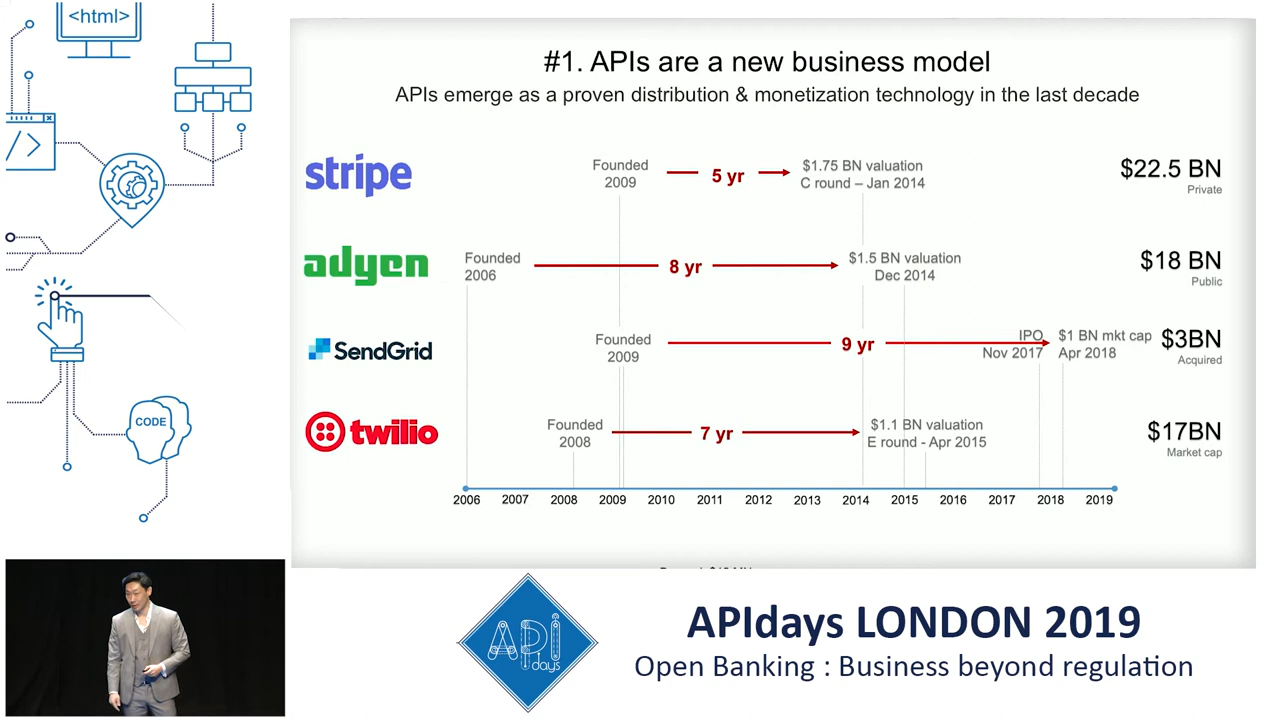 <html>
</>
CODE
#1. APIs are a new business model
APIs emerge as a proven distribution & monetization technology in the last decade
stripe
Founded
2009
5 yr
$1.75 BN valuation
C round – Jan 2014
$22.5 BN
Private
adyen
Founded
2006
8 yr
$1.5 BN valuation
Dec 2014
$18 BN
Public
SendGrid
Founded
2009
9 yr
IPO
Nov 2017
$1 BN mkt cap
Apr 2018
$3BN
Acquired
twilio
Founded
2008
7 yr
$1.1 BN valuation
E round - Apr 2015
$17BN
Market cap
2006 2007 2008 2009 2010 2011 2012 2013 2014 2015 2016 2017 2018 2019
API
days
APIdays LONDON 2019
Open Banking : Business beyond regulation